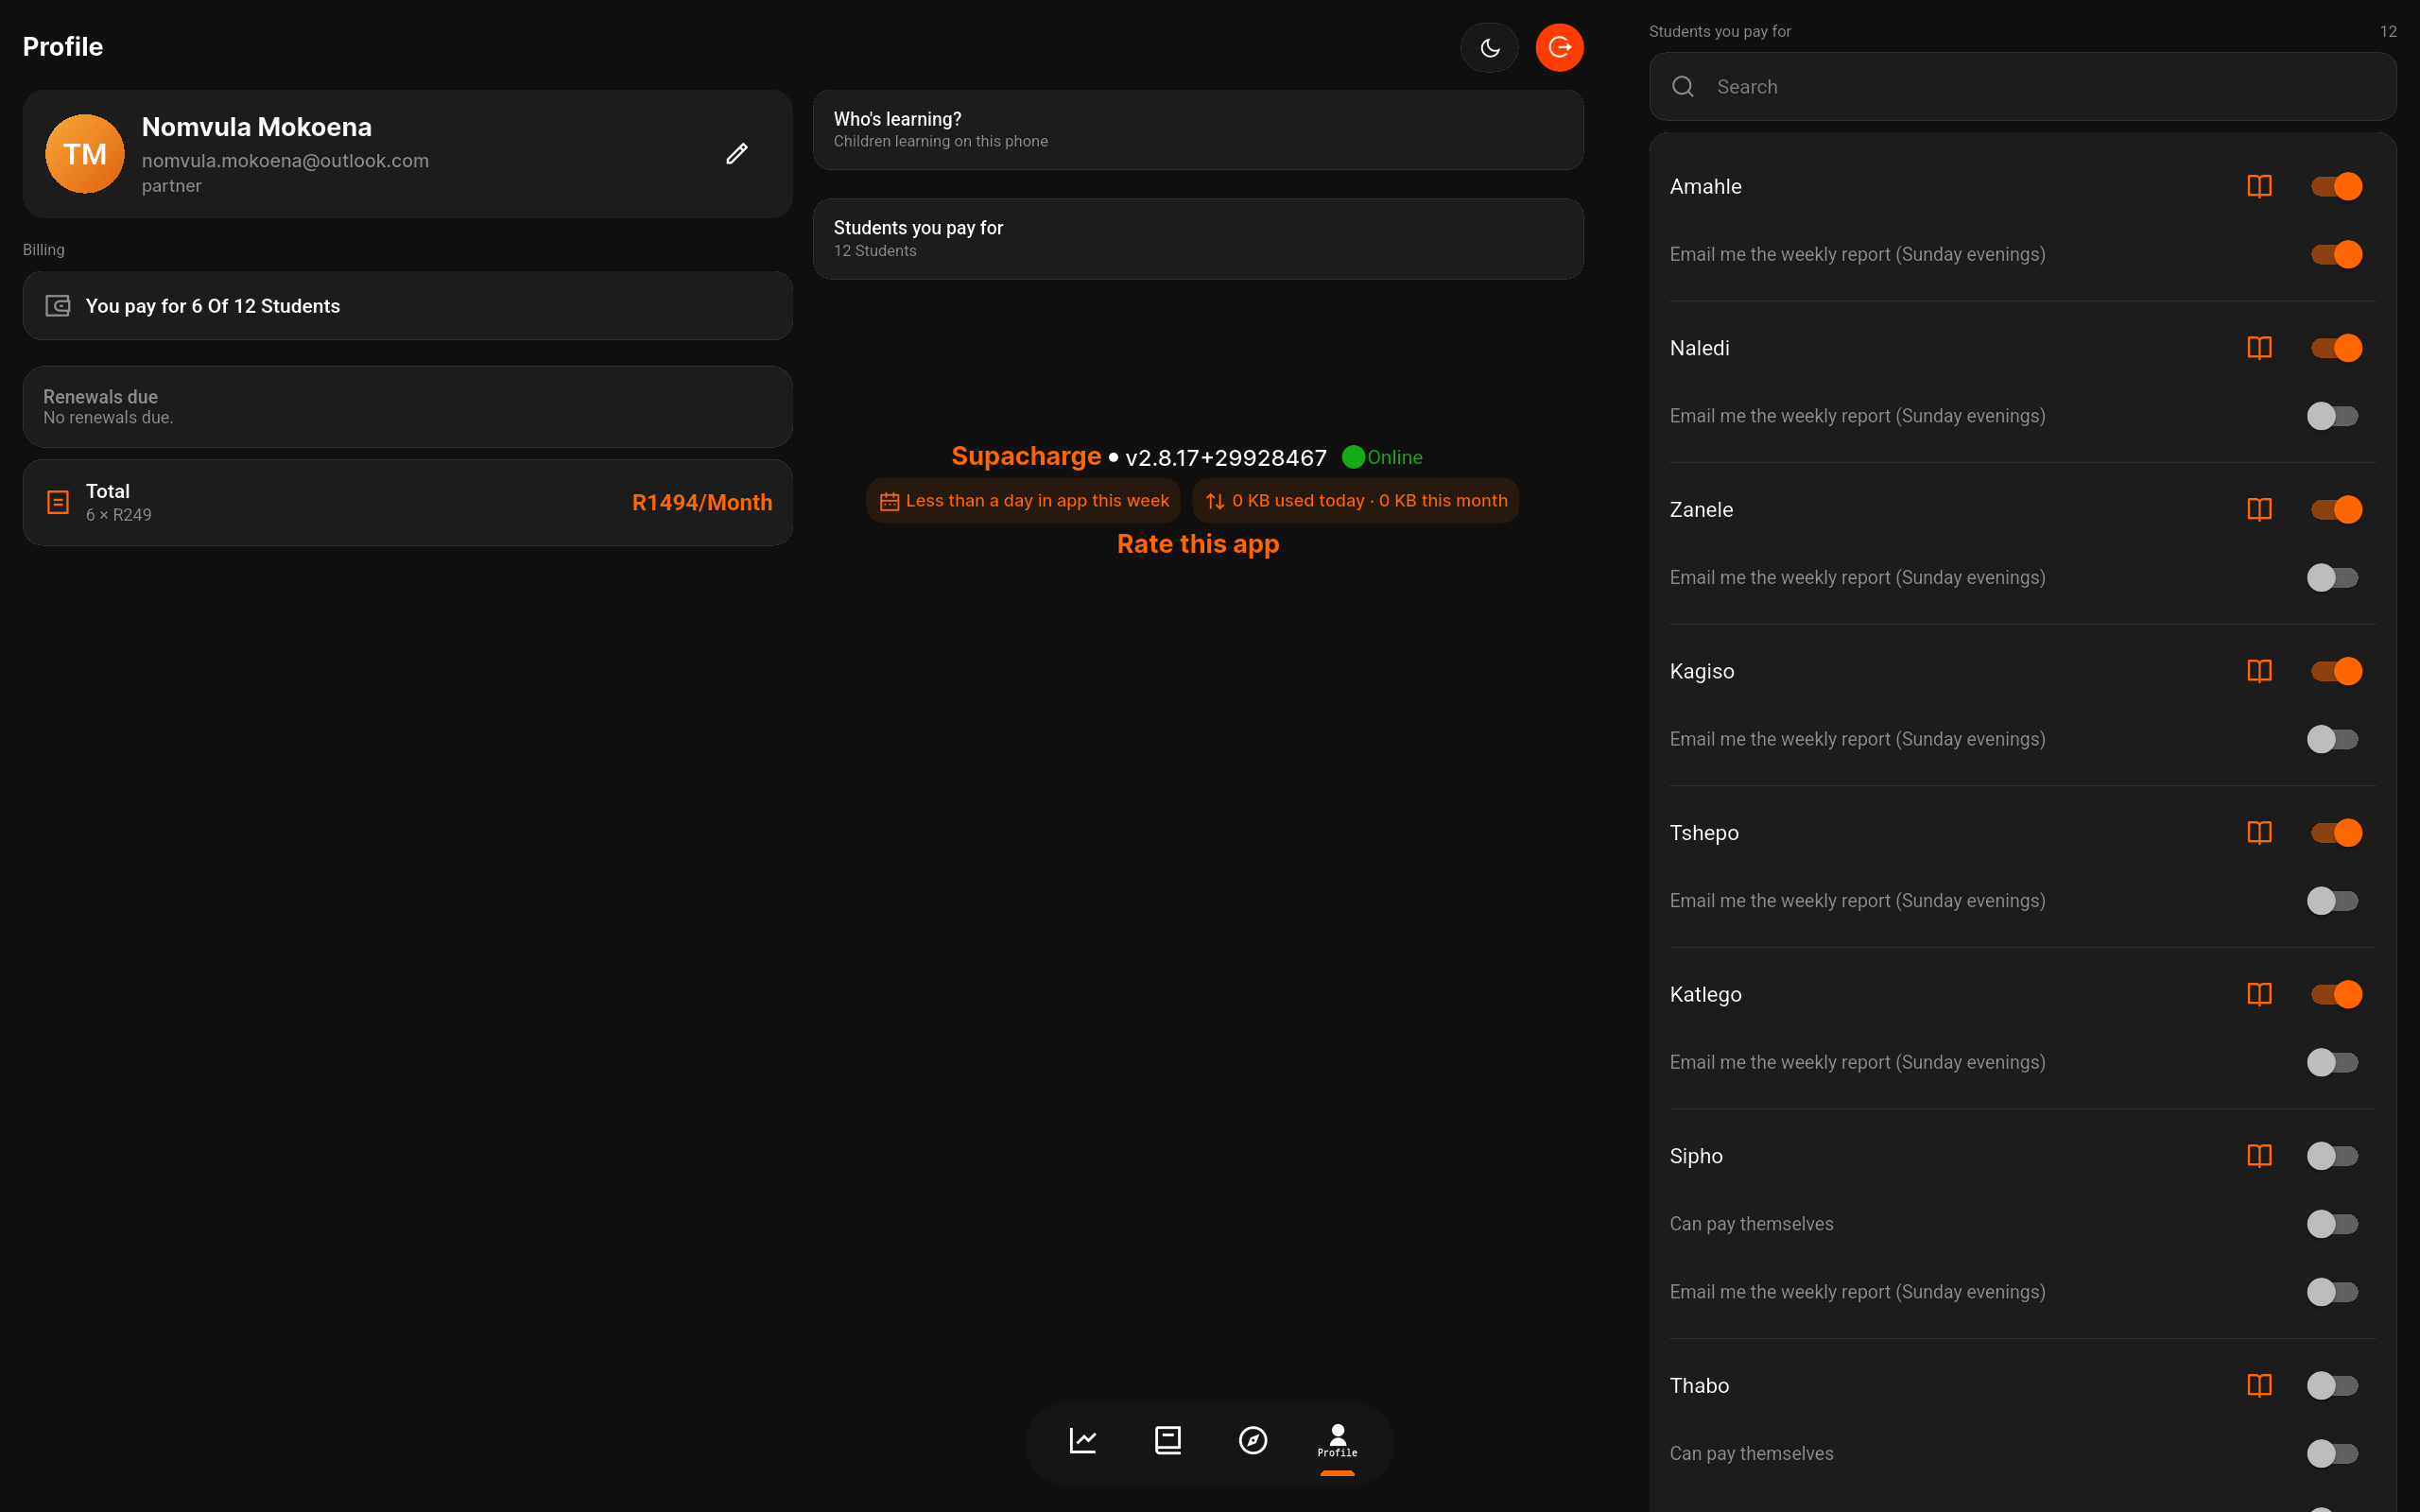 Profile
TM
Nomvula Mokoena
nomvula.mokoena@outlook.com
partner
Billing
You pay for 6 Of 12 Students
Renewals due
No renewals due.
Total
6 × R249
R1494/Month
Who's learning?
Children learning on this phone
Students you pay for
12 Students
Supacharge • v2.8.17+29928467 Online
Less than a day in app this week
0 KB used today · 0 KB this month
Rate this app
Profile
Students you pay for
12
Search
Amahle
Email me the weekly report (Sunday evenings)
Naledi
Email me the weekly report (Sunday evenings)
Zanele
Email me the weekly report (Sunday evenings)
Kagiso
Email me the weekly report (Sunday evenings)
Tshepo
Email me the weekly report (Sunday evenings)
Katlego
Email me the weekly report (Sunday evenings)
Sipho
Can pay themselves
Email me the weekly report (Sunday evenings)
Thabo
Can pay themselves